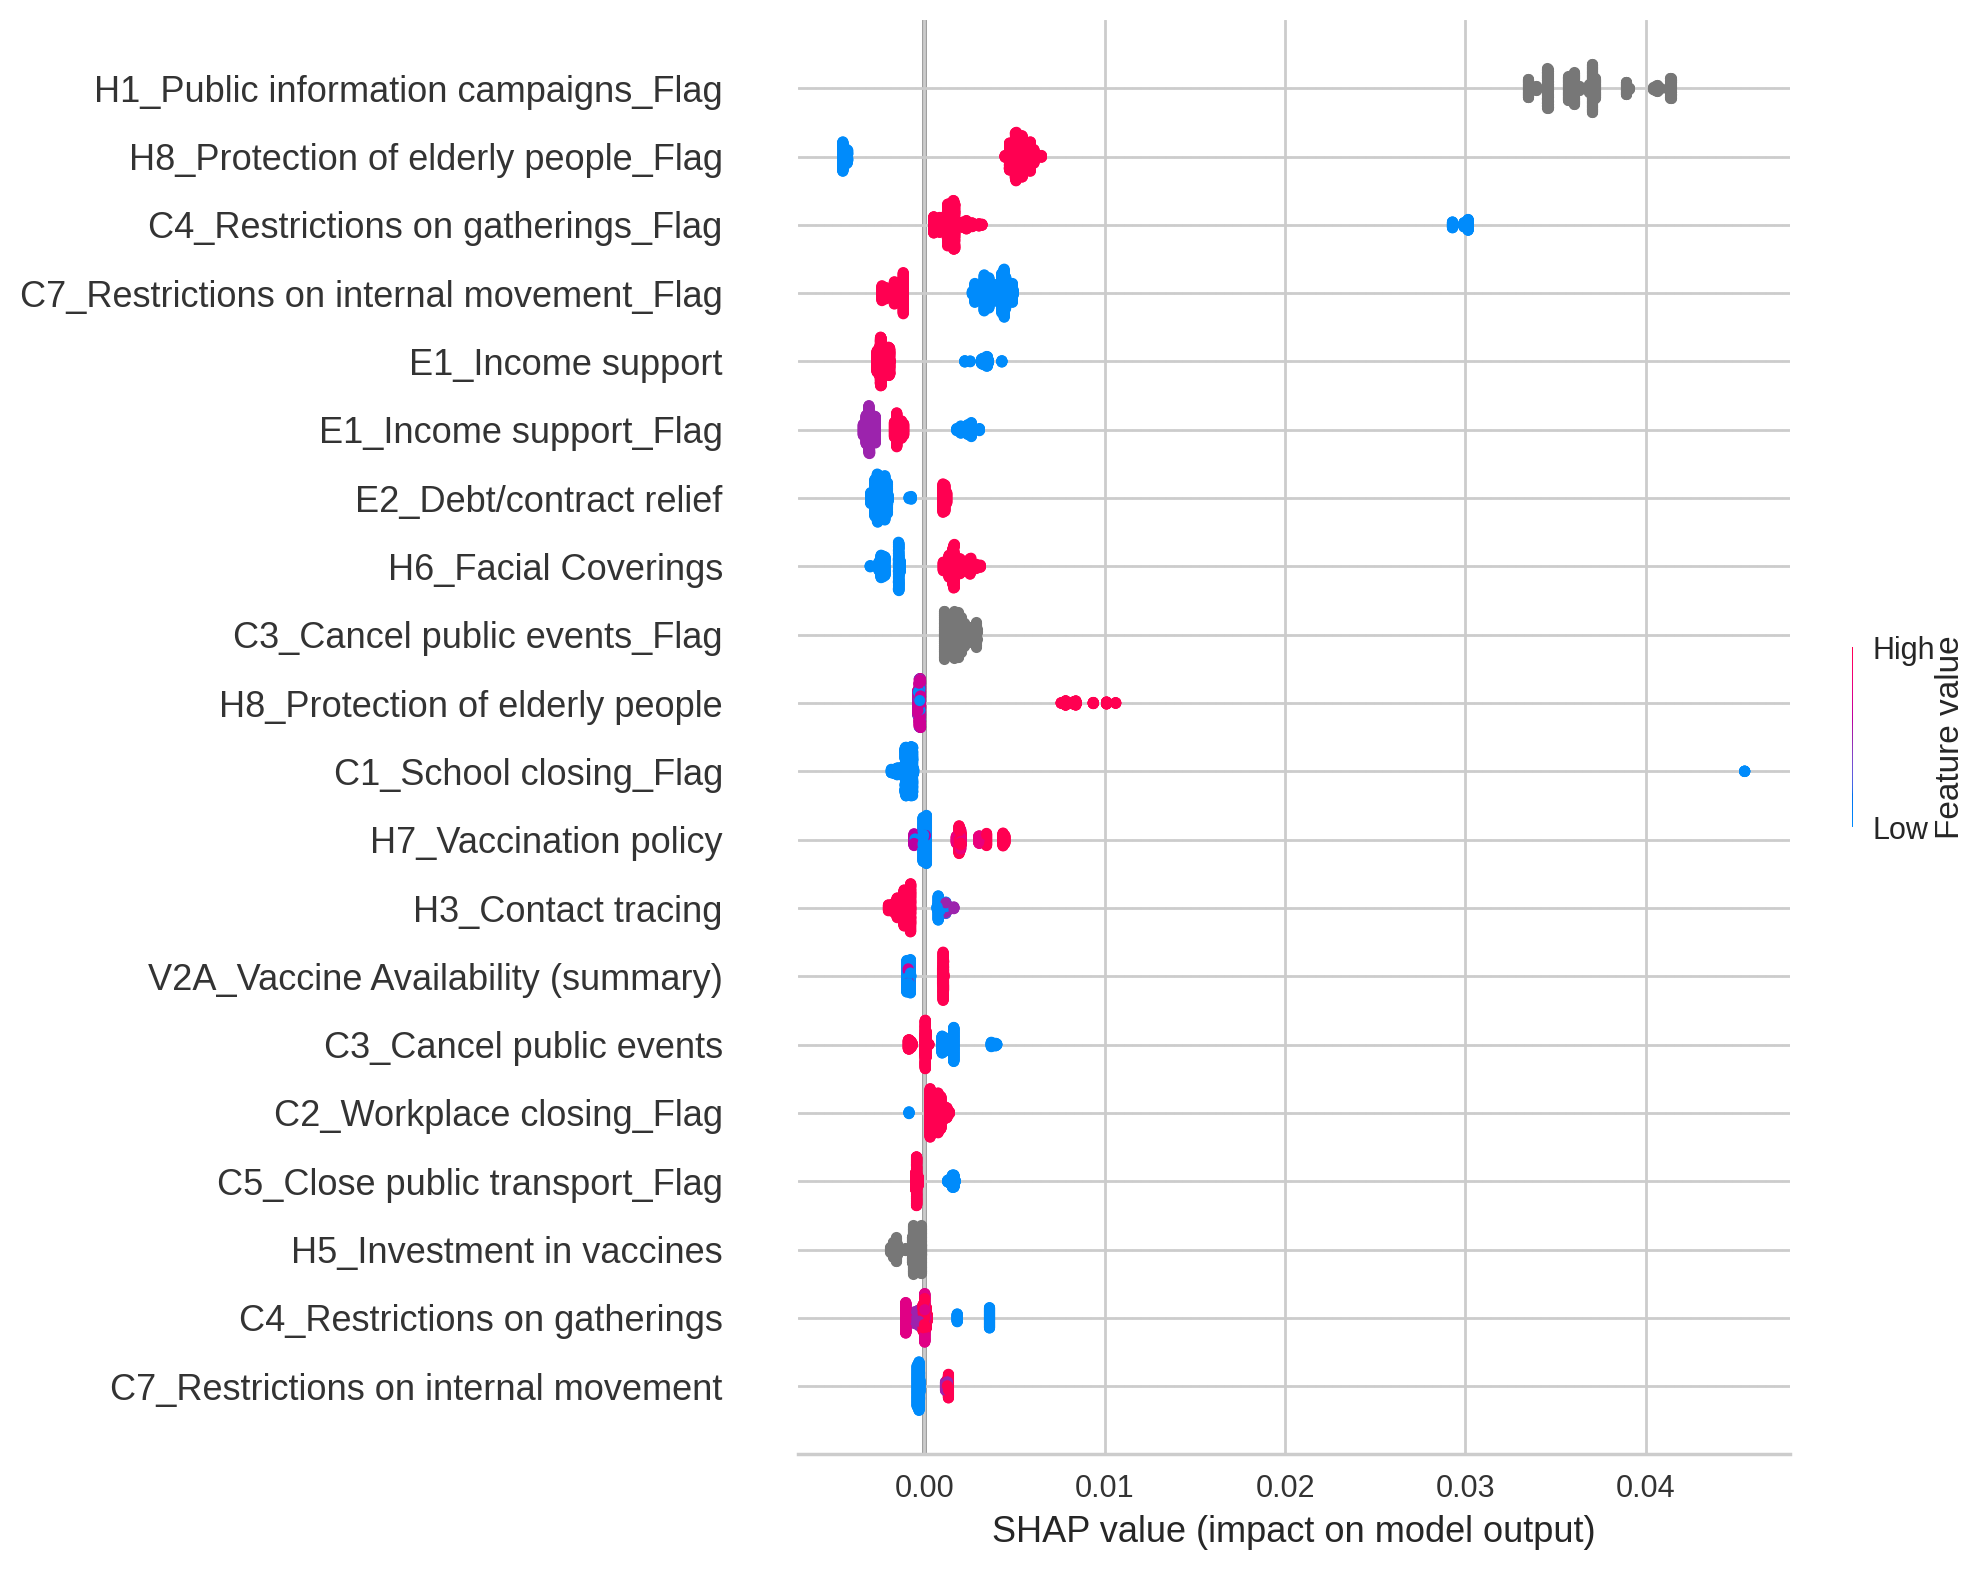 H1_Public information campaigns_Flag
H8_Protection of elderly people_Flag
C4_Restrictions on gatherings_Flag
C7_Restrictions on internal movement_Flag
E1_Income support
E1_Income support_Flag
E2_Debt/contract relief
H6_Facial Coverings
C3_Cancel public events_Flag
H8_Protection of elderly people
C1_School closing_Flag
H7_Vaccination policy
H3_Contact tracing
V2A_Vaccine Availability (summary)
C3_Cancel public events
C2_Workplace closing_Flag
C5_Close public transport_Flag
H5_Investment in vaccines
C4_Restrictions on gatherings
C7_Restrictions on internal movement
0.00 0.01 0.02 0.03 0.04
SHAP value (impact on model output)
High
Low
Feature value